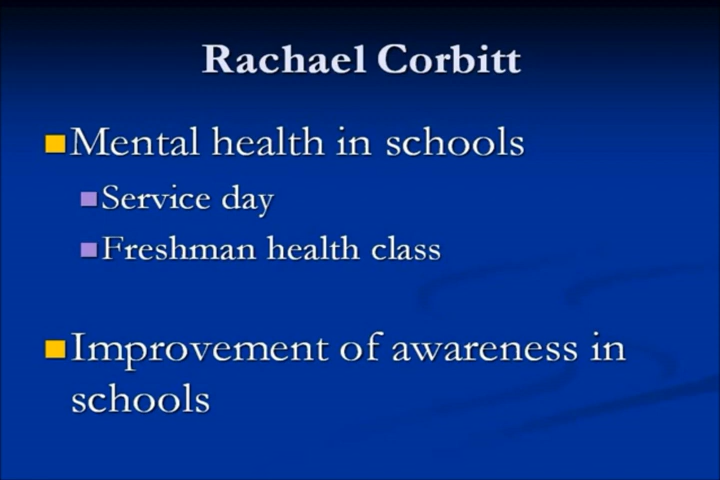 Rachael Corbitt
Mental health in schools
Service day
Freshman health class
Improvement of awareness in
schools